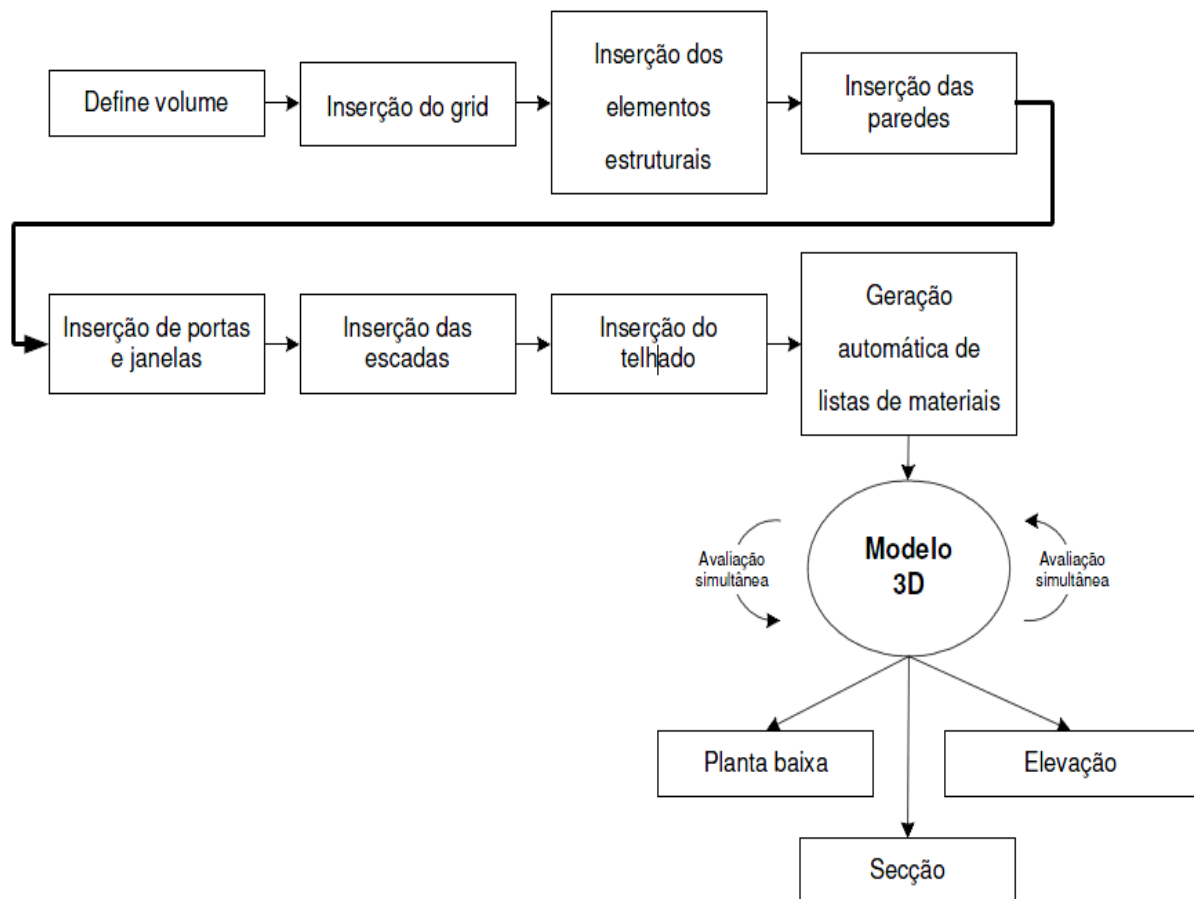 Define volume
Inserção do grid
Inserção dos
elementos
estruturais
Inserção das
paredes
Inserção de portas
e janelas
Inserção das
escadas
Inserção do
telhado
Geração
automática de
listas de materiais
Avaliação
simultânea
Modelo
3D
Avaliação
simultânea
Planta baixa
Elevação
Secção